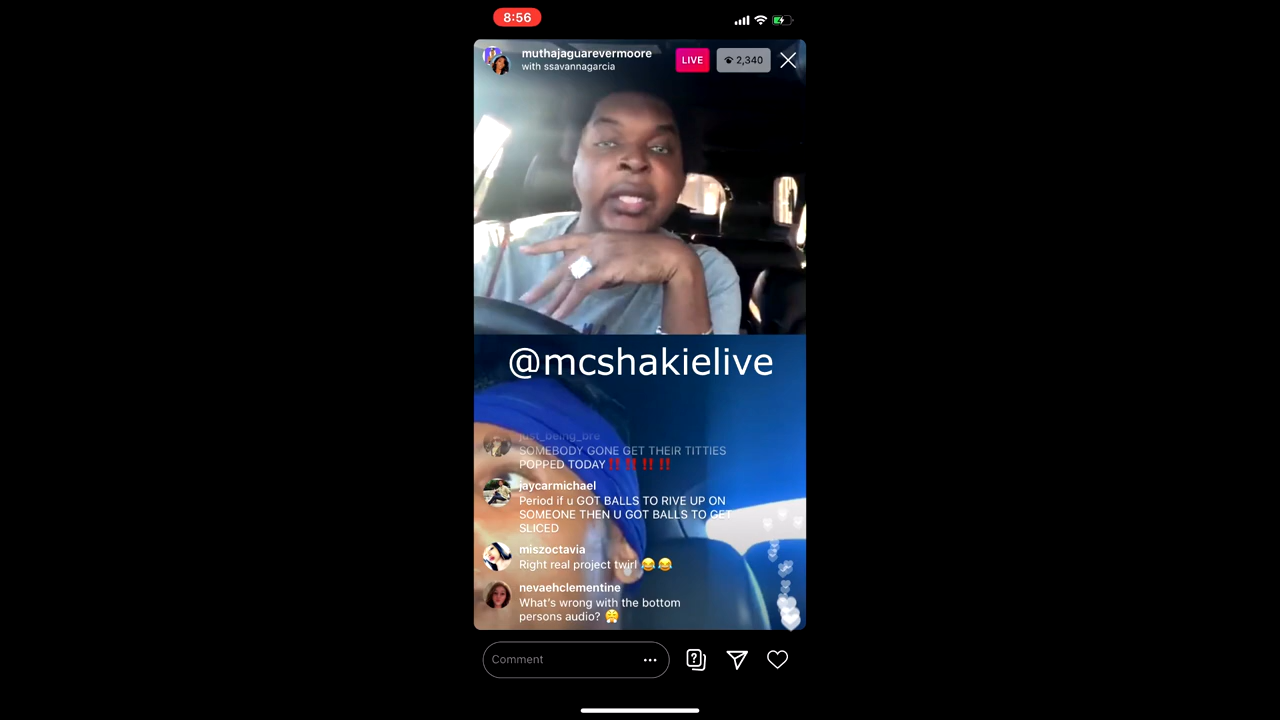 8:56
muthajaguarevermoore
with ssavannagarcia
LIVE
2,340
@mcshakielive
just_being_bre
SOMEBODY GONE GET THEIR TITTIES
POPPED TODAY‼️‼️‼️‼️
jaycarmichael
Period if u GOT BALLS TO RIVE UP ON
SOMEONE THEN U GOT BALLS TO GET
SLICED
miszoctavia
Right real project twirl 😂😂
nevaehclementine
What's wrong with the bottom
persons audio? 😤
Comment